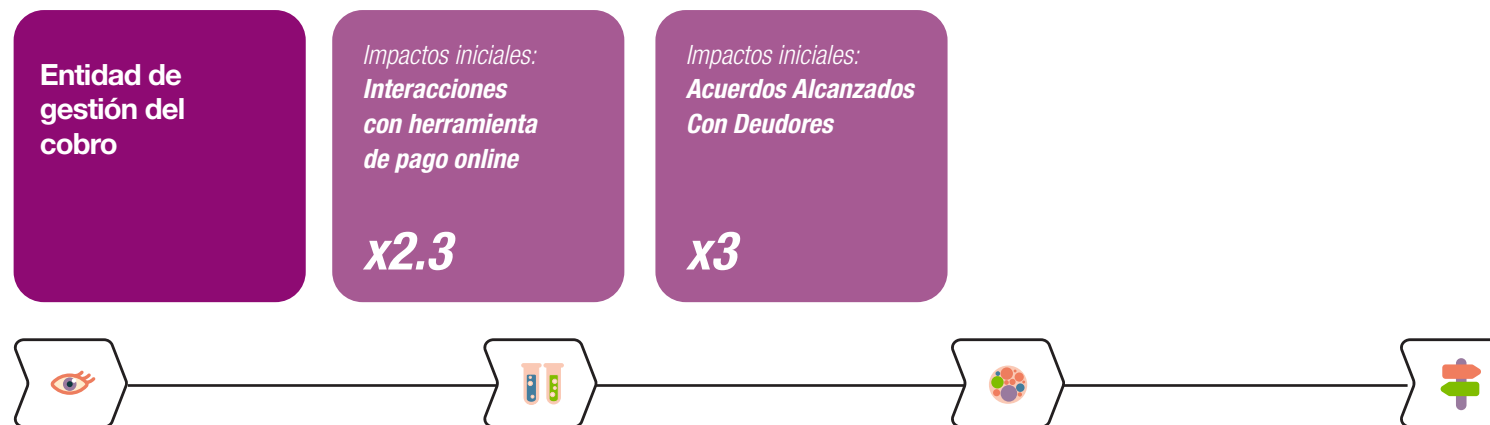 Entidad de
gestión del
cobro
Impactos iniciales:
Interacciones
con herramienta
de pago online
x2.3
Impactos iniciales:
Acuerdos Alcanzados
Con Deudores
x3